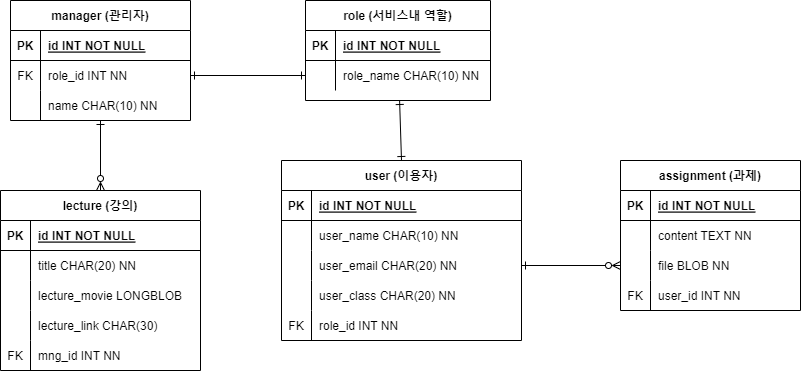 manager (관리자)
PK id INT NOT NULL
FK role_id INT NN
name CHAR(10) NN
role (서비스내 역할)
PK id INT NOT NULL
role_name CHAR(10) NN
lecture (강의)
PK id INT NOT NULL
title CHAR(20) NN
lecture_movie LONGBLOB
lecture_link CHAR(30)
FK mng_id INT NN
user (이용자)
PK id INT NOT NULL
user_name CHAR(10) NN
user_email CHAR(20) NN
user_class CHAR(20) NN
FK role_id INT NN
assignment (과제)
PK id INT NOT NULL
content TEXT NN
file BLOB NN
FK user_id INT NN